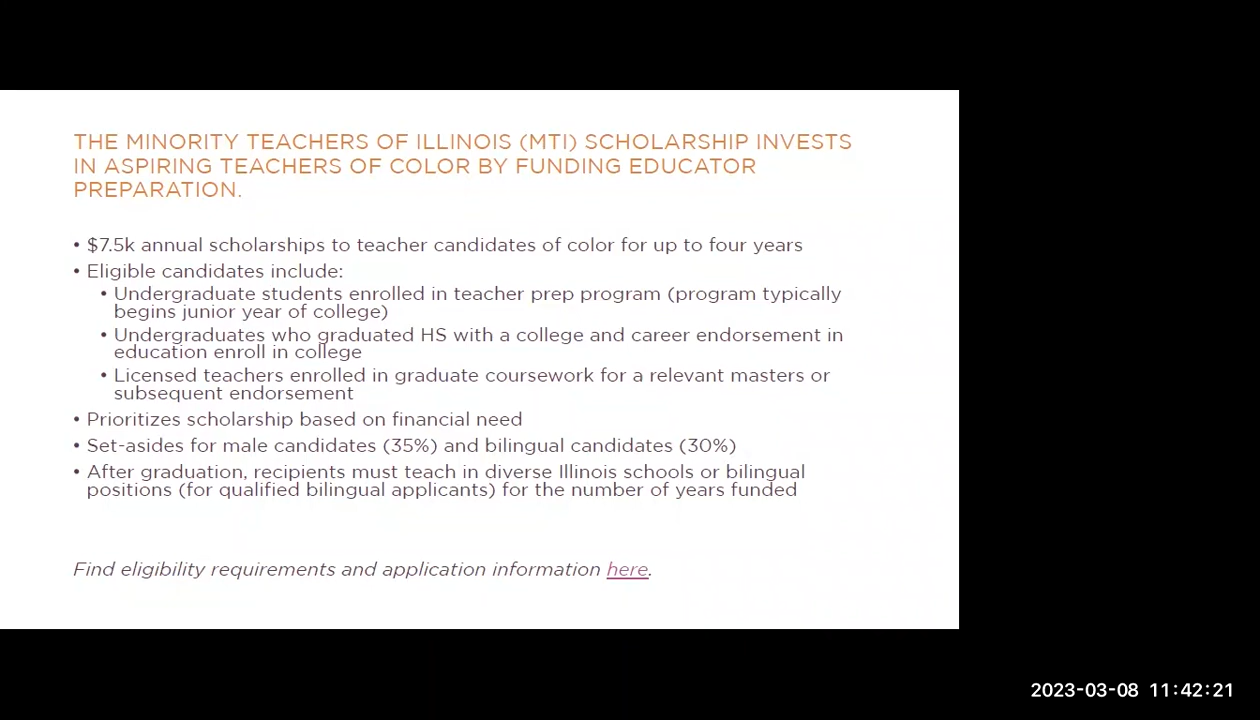 THE MINORITY TEACHERS OF ILLINOIS (MTI) SCHOLARSHIP INVESTS
IN ASPIRING TEACHERS OF COLOR BY FUNDING EDUCATOR
PREPARATION.
• $7.5k annual scholarships to teacher candidates of color for up to four years
• Eligible candidates include:
• Undergraduate students enrolled in teacher prep program (program typically
begins junior year of college)
• Undergraduates who graduated HS with a college and career endorsement in
education enroll in college
• Licensed teachers enrolled in graduate coursework for a relevant masters or
subsequent endorsement
• Prioritizes scholarship based on financial need
• Set-asides for male candidates (35%) and bilingual candidates (30%)
• After graduation, recipients must teach in diverse Illinois schools or bilingual
positions (for qualified bilingual applicants) for the number of years funded
Find eligibility requirements and application information here.
2023-03-08 11:42:21